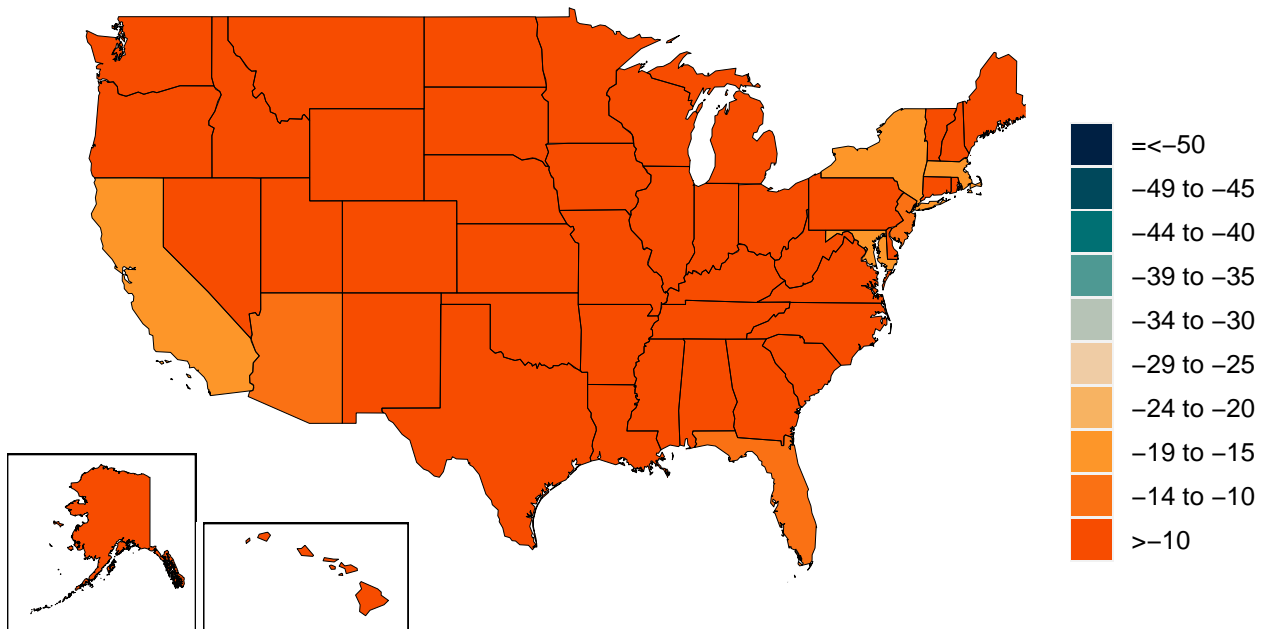 =<−50
−49 to −45
−44 to −40
−39 to −35
−34 to −30
−29 to −25
−24 to −20
−19 to −15
−14 to −10
>−10